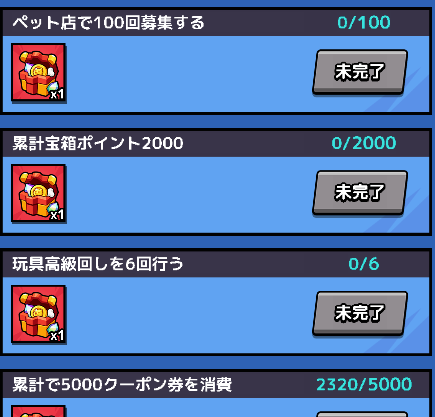 ペット店で100回募集する 0/100
x1 未完了
累計宝箱ポイント2000 0/2000
x1 未完了
玩具高級回しを6回行う 0/6
x1 未完了
累計で5000クーポン券を消費 2320/5000